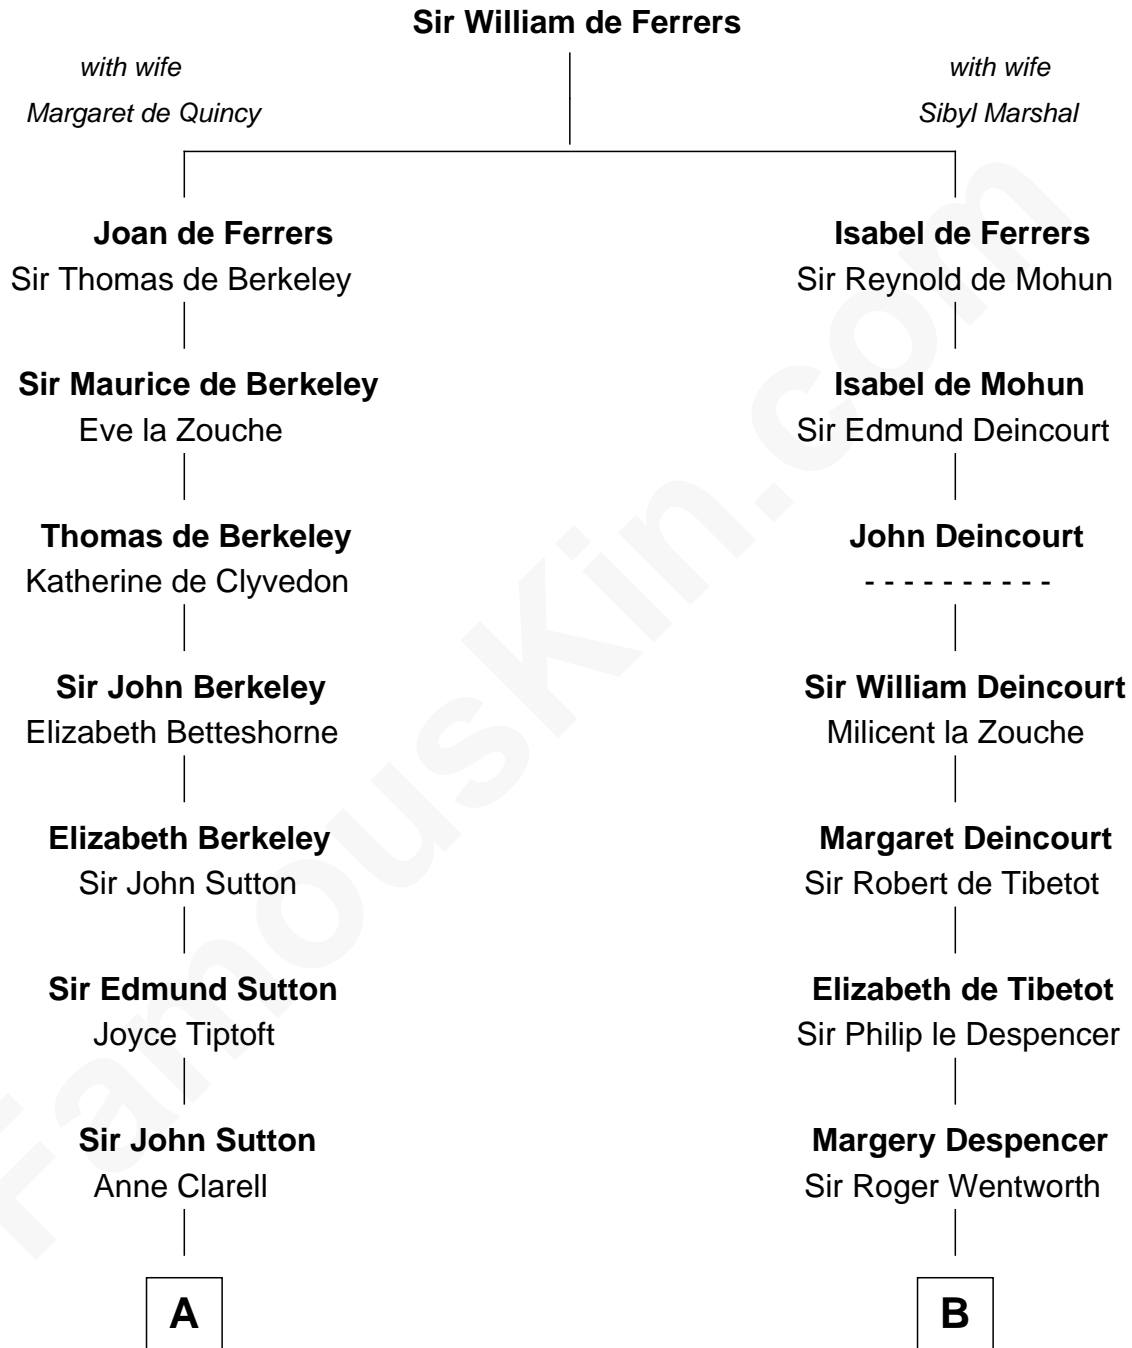 Sir William de Ferrers
with wife
Margaret de Quincy
with wife
Sibyl Marshal
Joan de Ferrers
Sir Thomas de Berkeley
Isabel de Ferrers
Sir Reynold de Mohun
Sir Maurice de Berkeley
Eve la Zouche
Isabel de Mohun
Sir Edmund Deincourt
Thomas de Berkeley
Katherine de Clyvedon
John Deincourt
- - - - - - - - - -
Sir John Berkeley
Elizabeth Betteshorne
Sir William Deincourt
Milicent la Zouche
Elizabeth Berkeley
Sir John Sutton
Margaret Deincourt
Sir Robert de Tibetot
Sir Edmund Sutton
Joyce Tiptoft
Elizabeth de Tibetot
Sir Philip le Despencer
Sir John Sutton
Anne Clarell
Margery Despencer
Sir Roger Wentworth
A
B
FamousKin.com